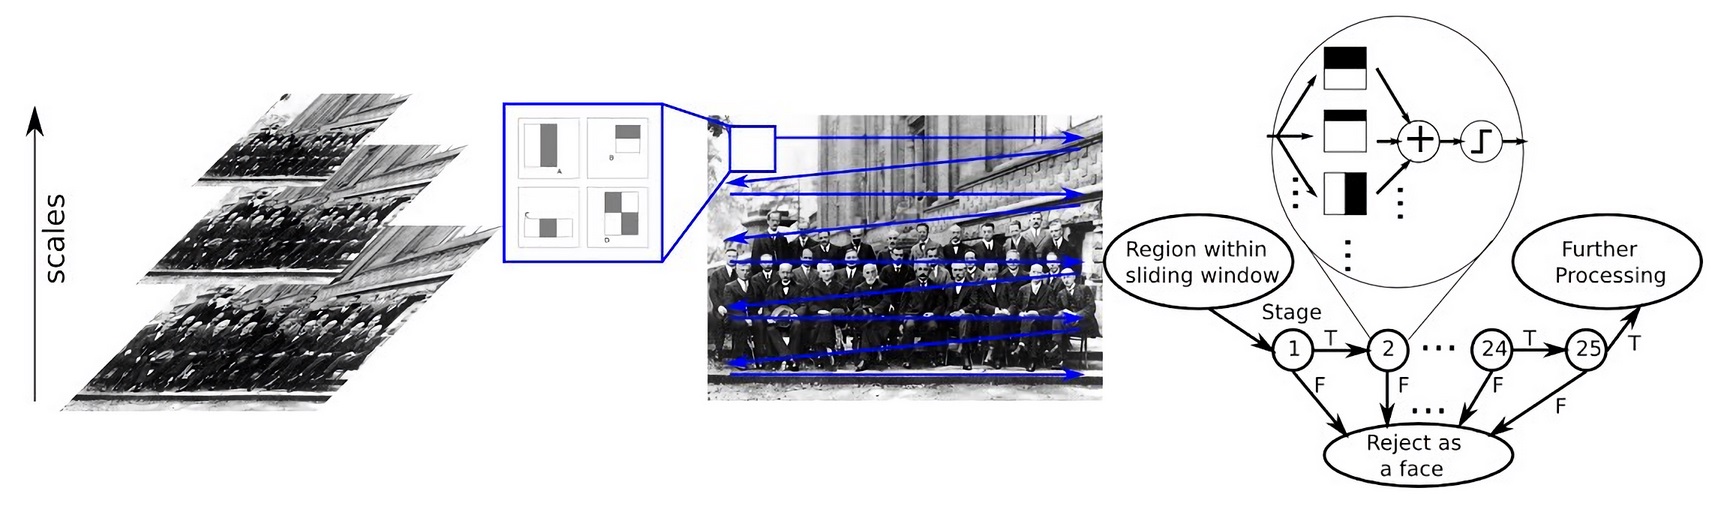 scales
A
B
C
D
Region within
sliding window
Stage
1
T
2
...
24
T
25
T
F
F
...
F
F
Further
Processing
Reject as
a face